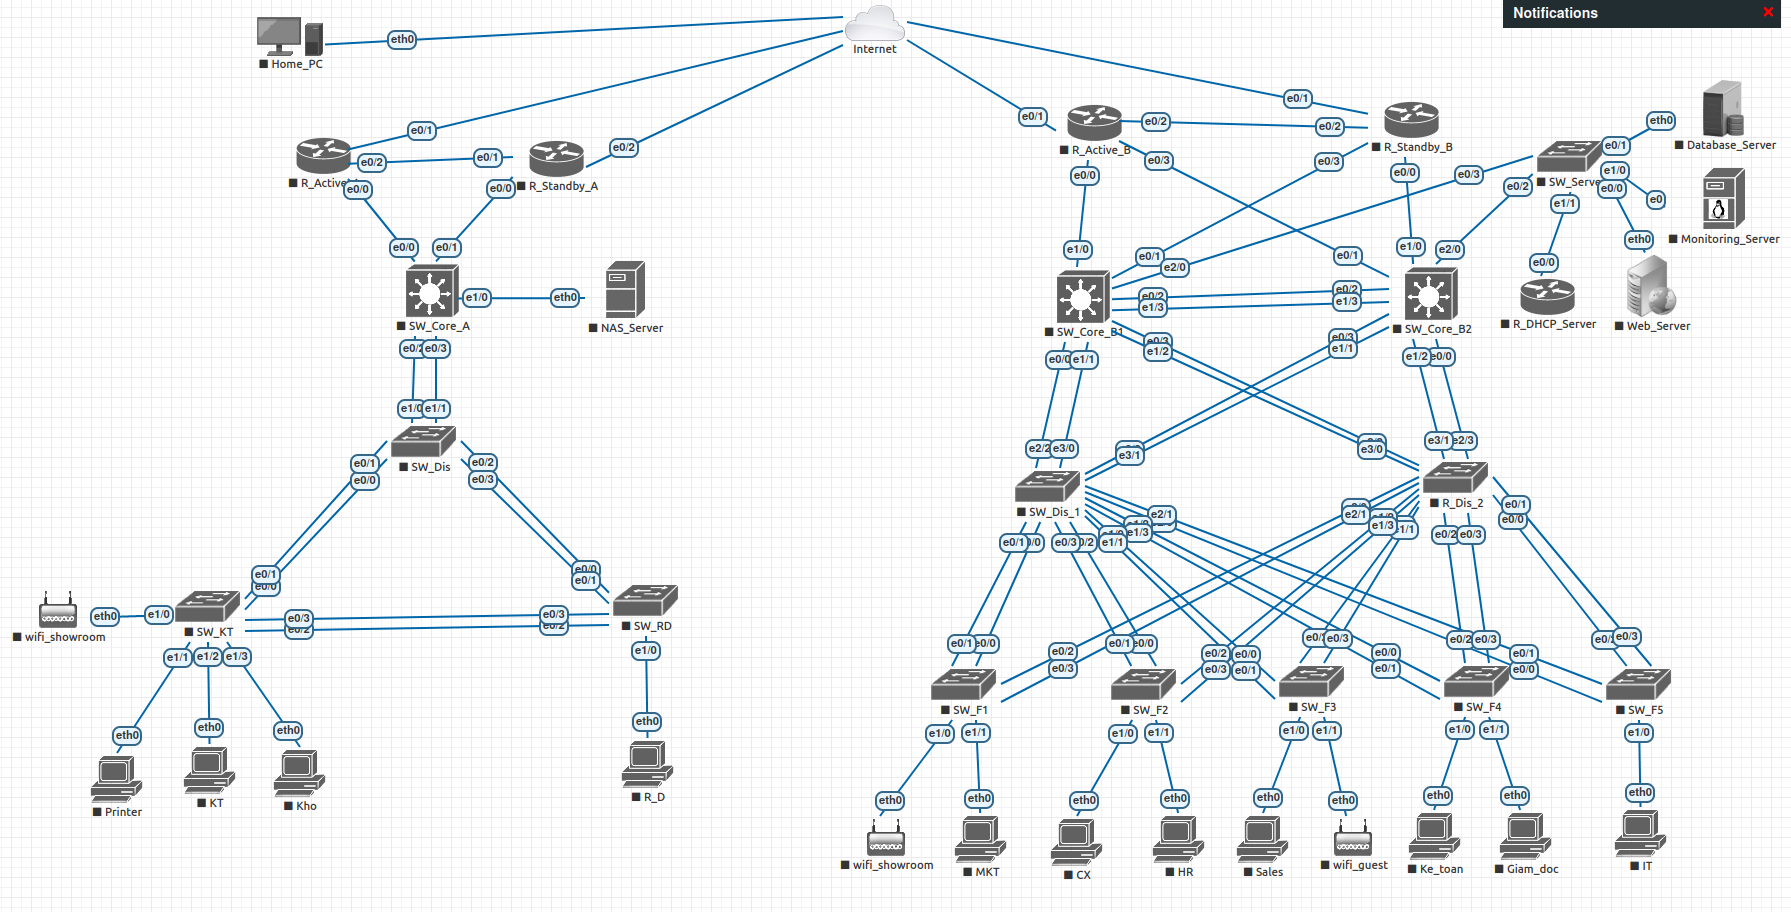 Notifications ×
Internet
eth0
Home_PC
e0/1
e0/2
e0/1
e0/2
R_Active
e0/0
e0/0
R_Standby_A
e0/0
e0/1
SW_Core_A
e1/0
eth0
NAS_Server
e0/2
e0/3
e1/0
e1/1
SW_Dis
e0/1
e0/0
e0/2
e0/3
e0/1
e0/0
e0/0
e0/1
SW_KT
SW_RD
e0/3
e0/2
e0/3
e0/2
wifi_showroom
eth0
e1/0
e1/1
e1/2
e1/3
e1/0
eth0
eth0
eth0
eth0
Printer
KT
Kho
R_D
e0/1
e0/1
R_Active_B
e0/2
e0/2
R_Standby_B
e0/0
e0/3
e0/3
e0/0
e0/3
e0/2
SW_Serve
e0/1
eth0
Database_Server
e1/0
e0/0
e0
Monitoring_Server
e1/1
e0/0
R_DHCP_Server
eth0
Web_Server
e1/0
e0/1
e2/0
e0/1
e1/0
e2/0
SW_Core_B1
e0/2
e1/3
e0/2
e1/3
SW_Core_B2
e0/3
e1/2
e0/3
e1/1
e0/0
e1/1
e1/2
e0/0
e2/2
e3/0
e3/1
e3/0
e3/1
e2/3
SW_Dis_1
R_Dis_2
e0/1
e0/3
e1/1
e1/3
e2/1
e2/1
e1/3
e0/2
e0/3
e0/1
e0/0
e0/1
e0/0
e0/2
e0/3
e0/1
e0/0
e0/2
e0/3
e0/0
e0/1
e0/3
e0/0
e0/1
e0/2
e0/3
e0/1
e0/0
e0/3
SW_F1
SW_F2
SW_F3
SW_F4
SW_F5
e1/0
e1/1
e1/0
e1/1
e1/0
e1/1
e1/0
e1/1
e1/0
eth0
eth0
eth0
eth0
eth0
eth0
eth0
eth0
eth0
wifi_showroom
MKT
CX
HR
Sales
wifi_guest
Ke_toan
Giam_doc
IT